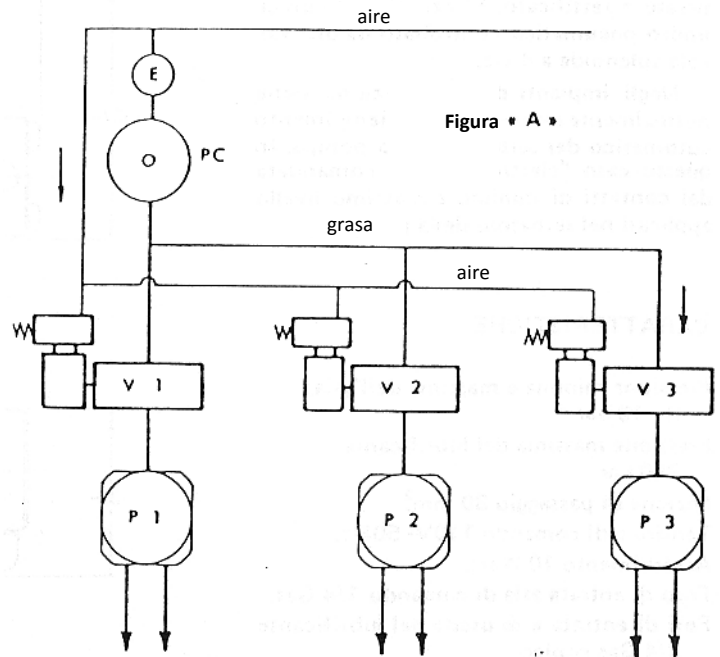 aire
E
Figura « A »
O PC
grasa
aire
V 1 V 2 V 3
P 1 P 2 P 3